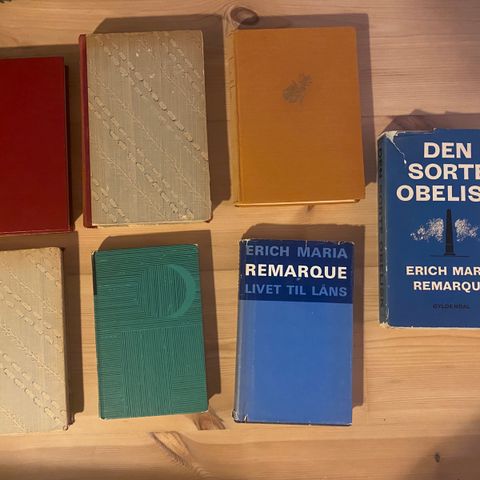 DEN
SORTE
OBELIS
ERICH MARI
REMARQU
GYLDENDAL
ERICH MARIA
REMARQUE
LIVET TIL LÅNS